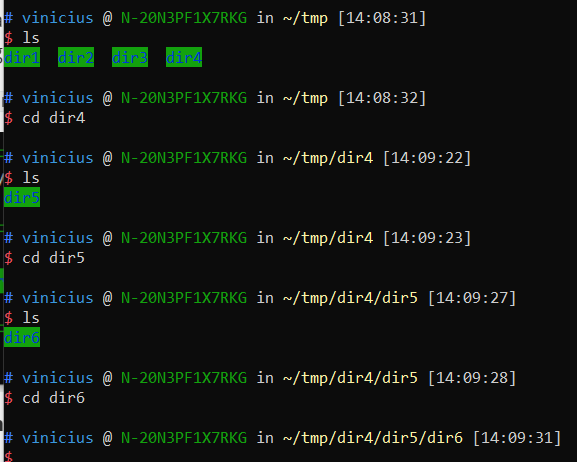 # vinicius @ N-20N3PF1X7RKG in ~/tmp [14:08:31]
$ ls
dir1 dir2 dir3 dir4
# vinicius @ N-20N3PF1X7RKG in ~/tmp [14:08:32]
$ cd dir4
# vinicius @ N-20N3PF1X7RKG in ~/tmp/dir4 [14:09:22]
$ ls
dir5
# vinicius @ N-20N3PF1X7RKG in ~/tmp/dir4 [14:09:23]
$ cd dir5
# vinicius @ N-20N3PF1X7RKG in ~/tmp/dir4/dir5 [14:09:27]
$ ls
dir6
# vinicius @ N-20N3PF1X7RKG in ~/tmp/dir4/dir5 [14:09:28]
$ cd dir6
# vinicius @ N-20N3PF1X7RKG in ~/tmp/dir4/dir5/dir6 [14:09:31]
$